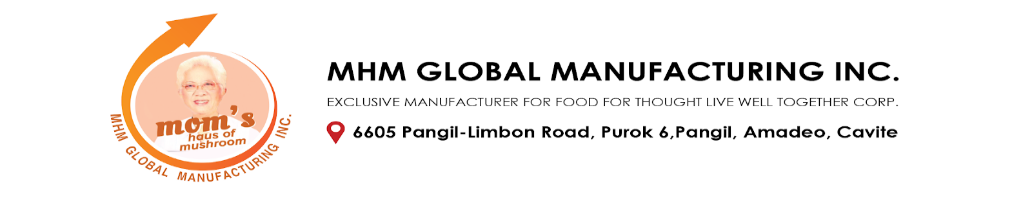 mom's
haus of
mushroom
MHM GLOBAL MANUFACTURING INC.
MHM GLOBAL MANUFACTURING INC.
EXCLUSIVE MANUFACTURER FOR FOOD FOR THOUGHT LIVE WELL TOGETHER CORP.
6605 Pangil-Limbon Road, Purok 6,Pangil, Amadeo, Cavite